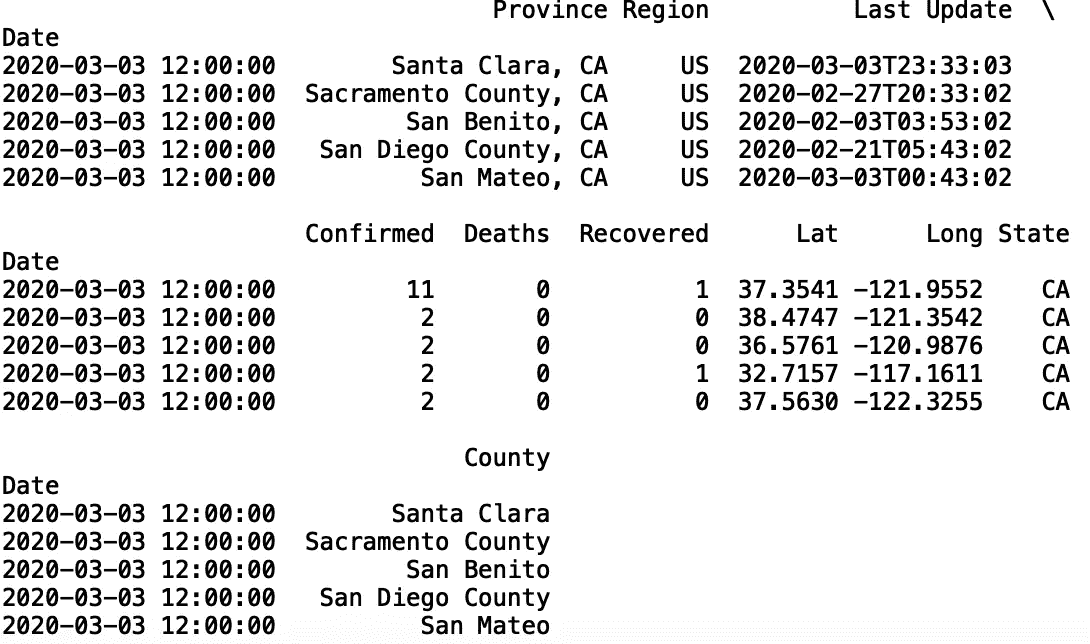 Province Region Last Update \
Date
2020-03-03 12:00:00 Santa Clara, CA US 2020-03-03T23:33:03
2020-03-03 12:00:00 Sacramento County, CA US 2020-02-27T20:33:02
2020-03-03 12:00:00 San Benito, CA US 2020-02-03T03:53:02
2020-03-03 12:00:00 San Diego County, CA US 2020-02-21T05:43:02
2020-03-03 12:00:00 San Mateo, CA US 2020-03-03T00:43:02
Confirmed Deaths Recovered Lat Long State
Date
2020-03-03 12:00:00 11 0 1 37.3541 -121.9552 CA
2020-03-03 12:00:00 2 0 0 38.4747 -121.3542 CA
2020-03-03 12:00:00 2 0 0 36.5761 -120.9876 CA
2020-03-03 12:00:00 2 0 1 32.7157 -117.1611 CA
2020-03-03 12:00:00 2 0 0 37.5630 -122.3255 CA
County
Date
2020-03-03 12:00:00 Santa Clara
2020-03-03 12:00:00 Sacramento County
2020-03-03 12:00:00 San Benito
2020-03-03 12:00:00 San Diego County
2020-03-03 12:00:00 San Mateo